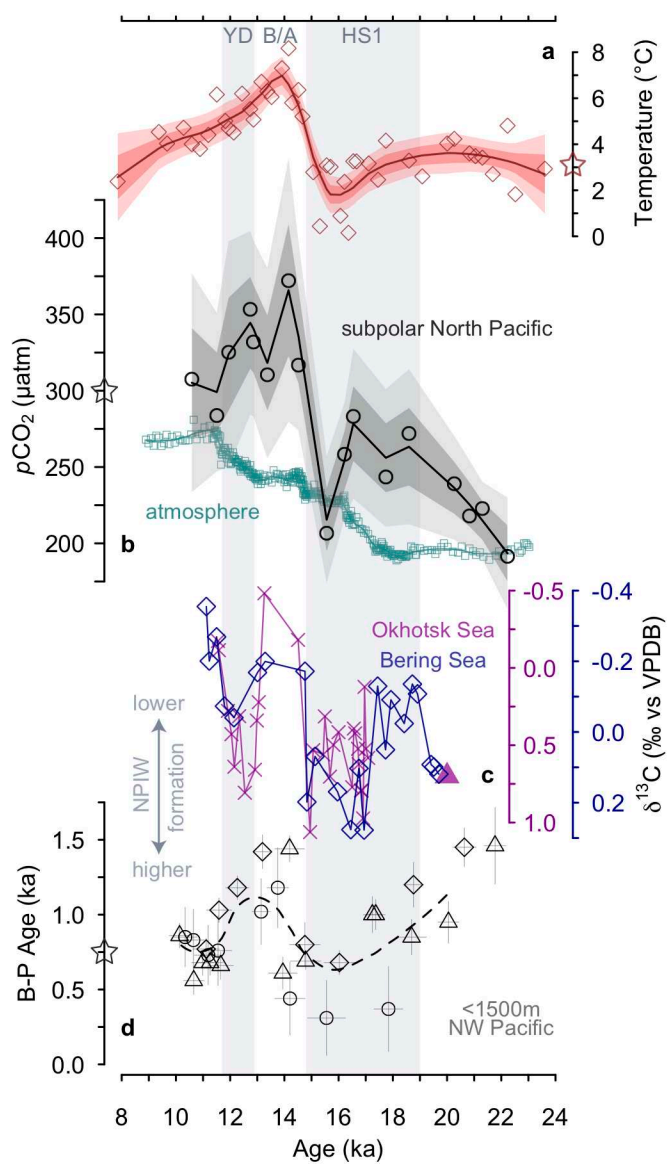 YD B/A HS1
a
8
6
4
2
0
Temperature (°C)
400
350
300
250
200
pCO₂ (µatm)
subpolar North Pacific
atmosphere
b
-0.5
0.0
0.5
1.0
-0.4
-0.2
0.0
0.2
δ¹³C (‰ vs VPDB)
Okhotsk Sea
Bering Sea
lower
NPIW
formation
higher
c
1.5
1.0
0.5
0.0
B-P Age (ka)
d
<1500m
NW Pacific
8 10 12 14 16 18 20 22 24
Age (ka)